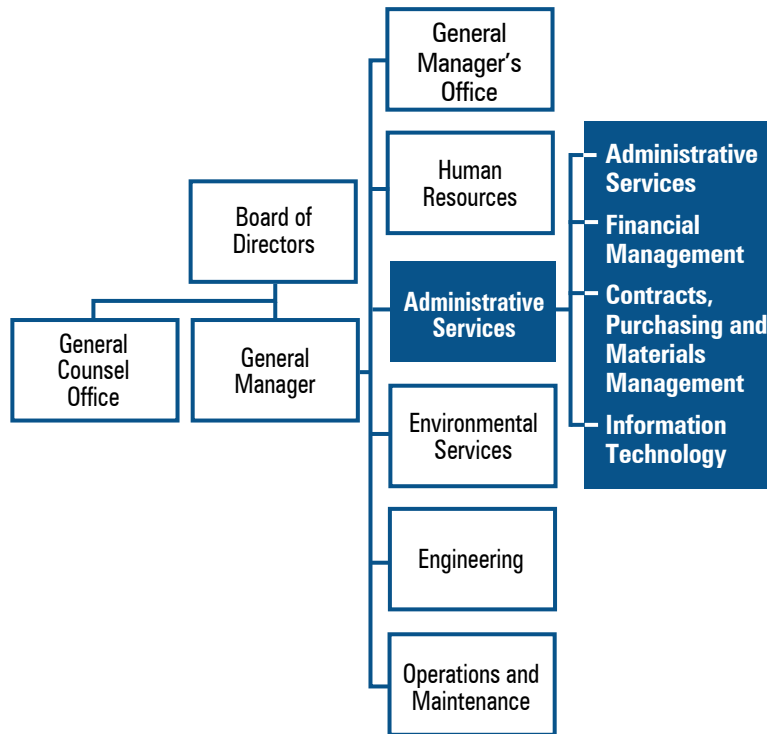 General
Manager’s
Office
Human
Resources
Board of
Directors
General
Counsel
Office
General
Manager
Administrative
Services
Environmental
Services
Engineering
Operations and
Maintenance
Administrative
Services
Financial
Management
Contracts,
Purchasing and
Materials
Management
Information
Technology